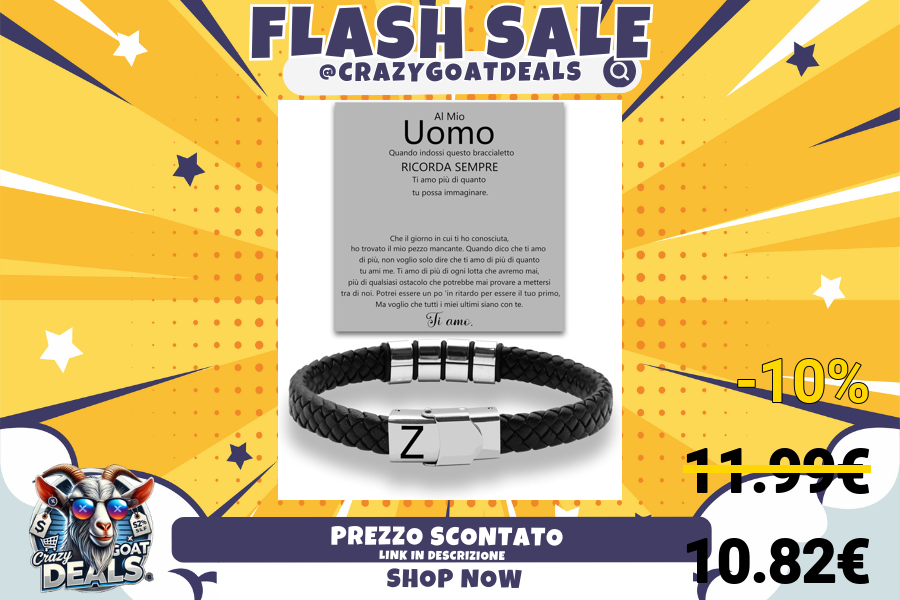 FLASH SALE
@CRAZYGOATDEALS
Al Mio
Uomo
Quando indossi questo braccialetto
RICORDA SEMPRE
Ti amo più di quanto
tu possa immaginare.
Che il giorno in cui ti ho conosciuta,
ho trovato il mio pezzo mancante. Quando dico che ti amo
di più, non voglio solo dire che ti amo di più di quanto
tu ami me. Ti amo di più di ogni lotta che avremo mai,
più di qualsiasi ostacolo che potrebbe mai provare a mettersi
tra di noi. Potrei essere un po 'in ritardo per essere il tuo primo,
Ma voglio che tutti i miei ultimi siano con te.
Ti amo.
Z
-10%
11.99€
10.82€
$
52%
Crazy
GOAT
DEALS
PREZZO SCONTATO
LINK IN DESCRIZIONE
SHOP NOW